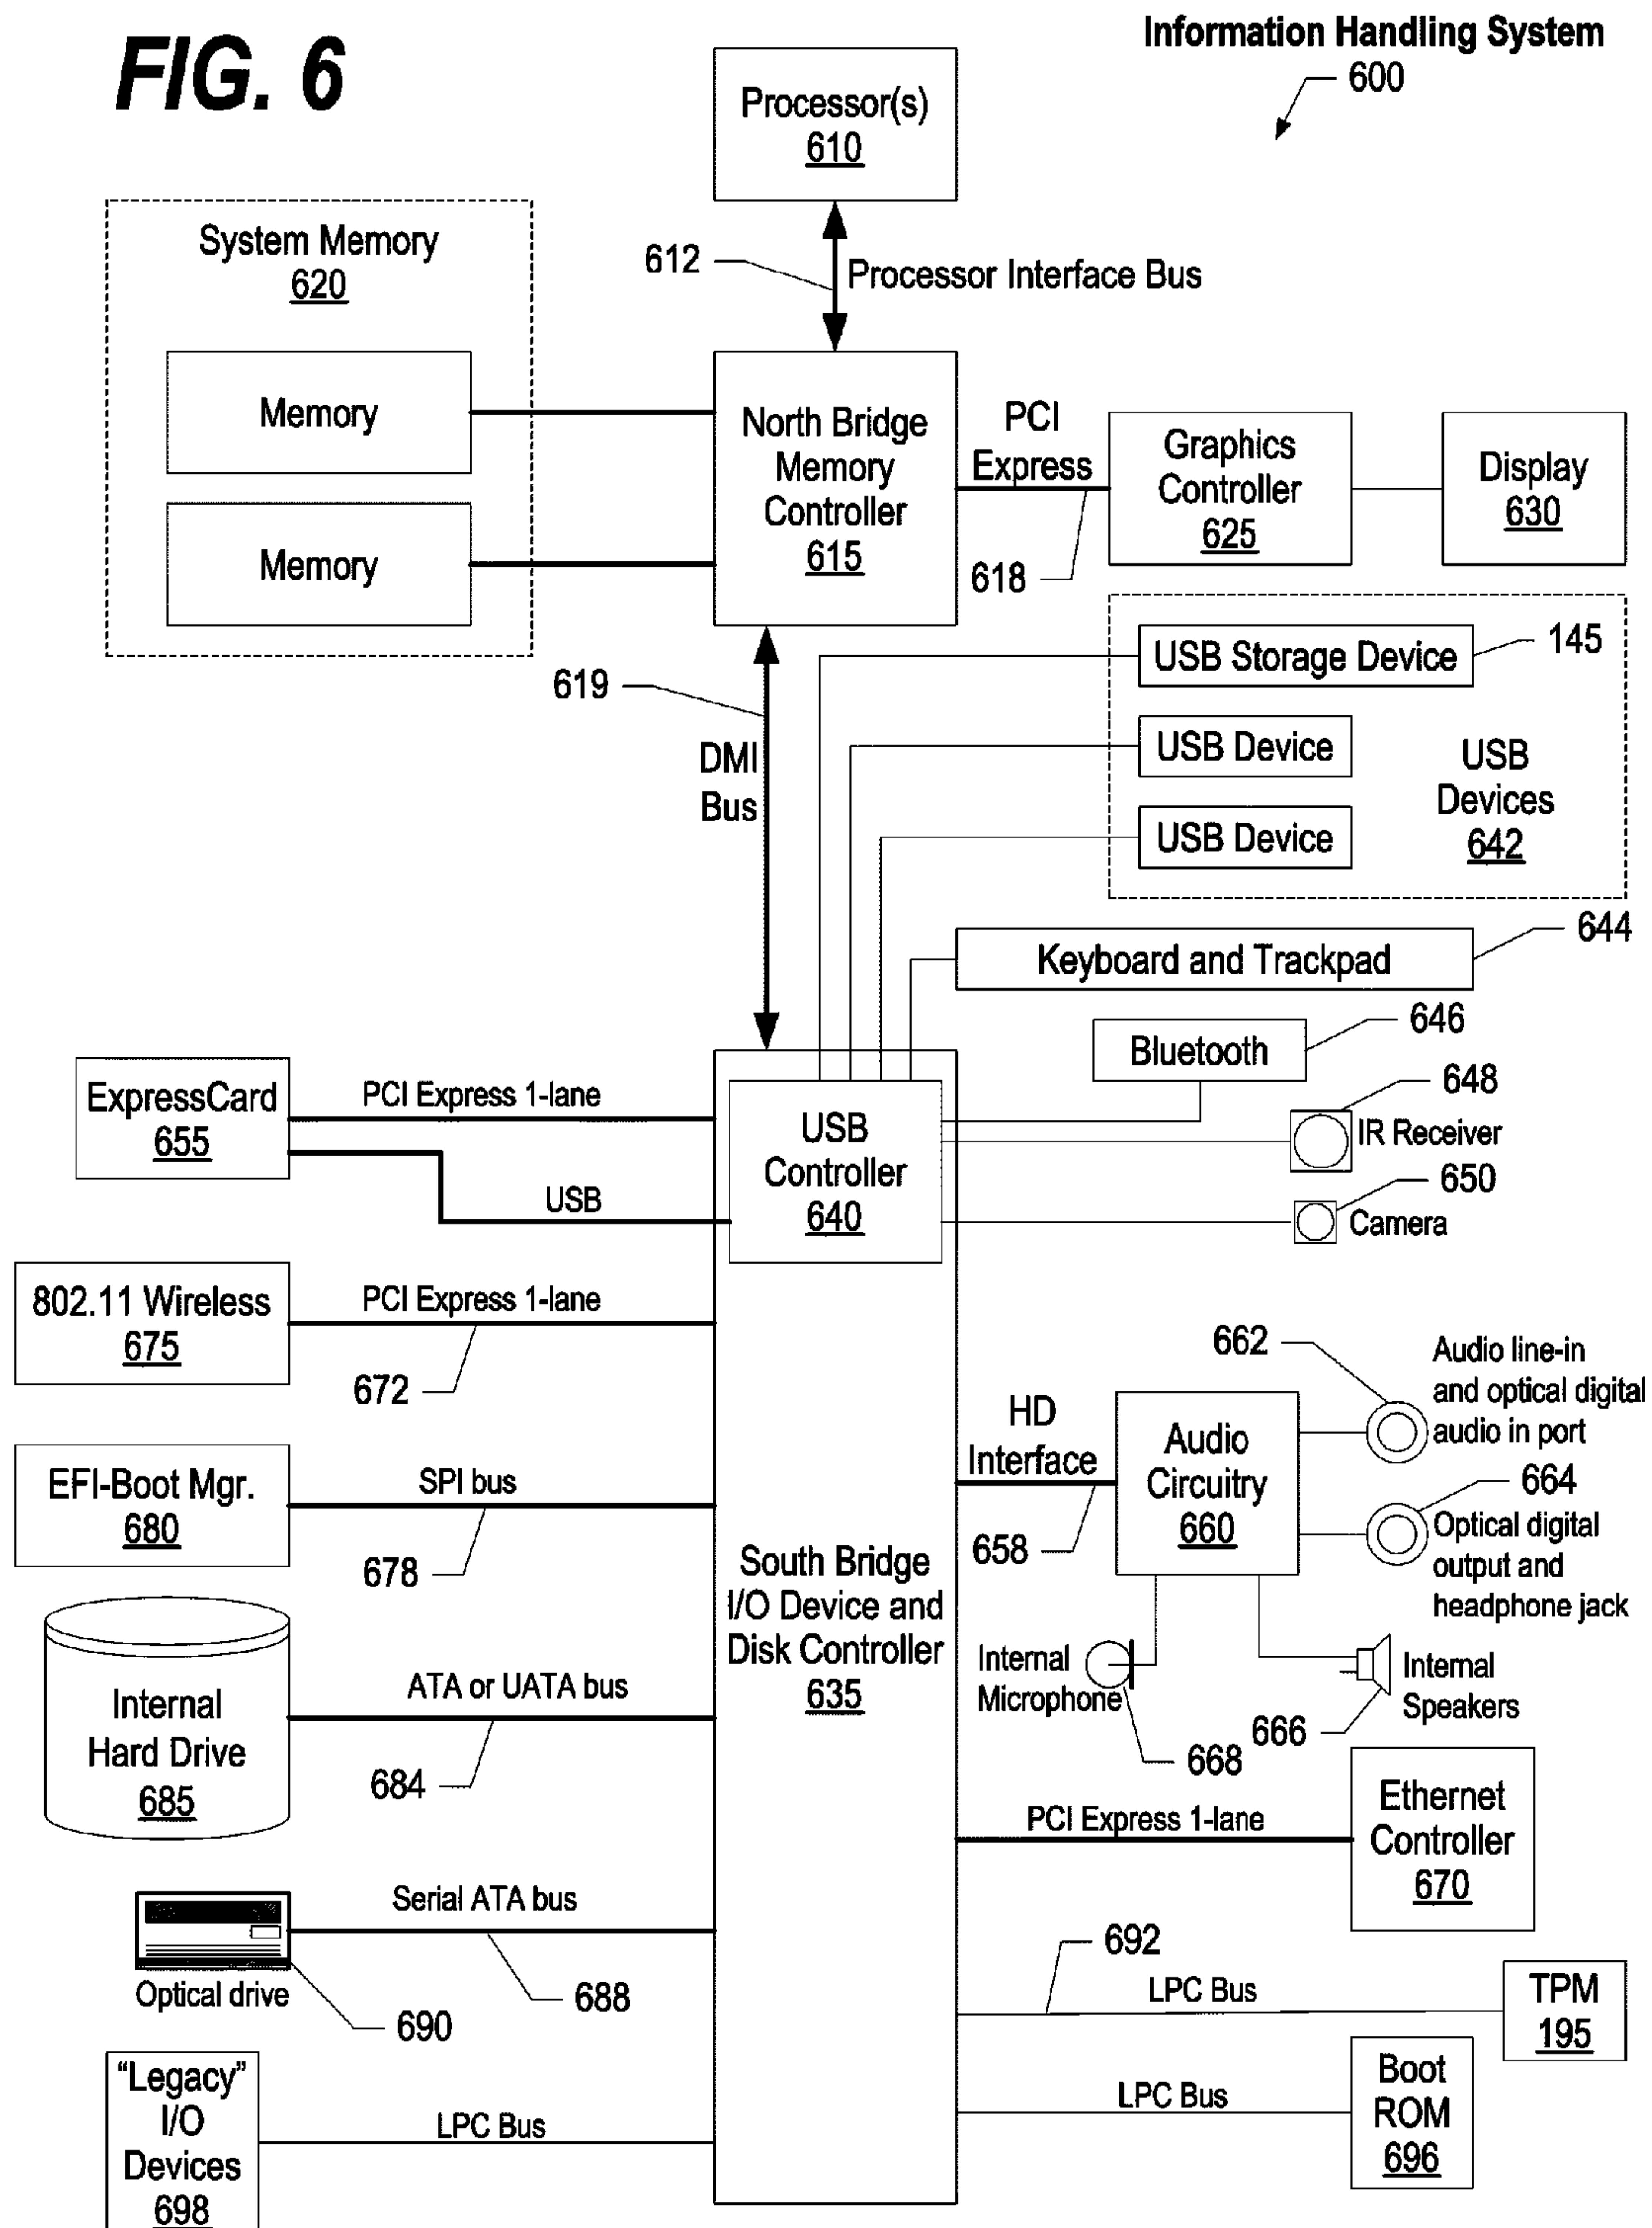 FIG. 6
Information Handling System
600
Processor(s)
610
System Memory
620
612
Processor Interface Bus
Memory
Memory
North Bridge
Memory
Controller
615
PCI
Express
618
Graphics
Controller
625
Display
630
619
DMI
Bus
USB Storage Device
145
USB Device
USB Device
USB
Devices
642
Keyboard and Trackpad
644
Bluetooth
646
648
IR Receiver
650
Camera
ExpressCard
655
PCI Express 1-lane
USB
USB
Controller
640
802.11 Wireless
675
PCI Express 1-lane
672
EFI-Boot Mgr.
680
SPI bus
678
Internal
Hard Drive
685
ATA or UATA bus
684
South Bridge
I/O Device and
Disk Controller
635
HD
Interface
658
Audio
Circuitry
660
662
Audio line-in
and optical digital
audio in port
664
Optical digital
output and
headphone jack
Internal
Microphone
668
666
Internal
Speakers
PCI Express 1-lane
Ethernet
Controller
670
Serial ATA bus
688
Optical drive
690
692
LPC Bus
TPM
195
LPC Bus
Boot
ROM
696
“Legacy”
I/O
Devices
698
LPC Bus